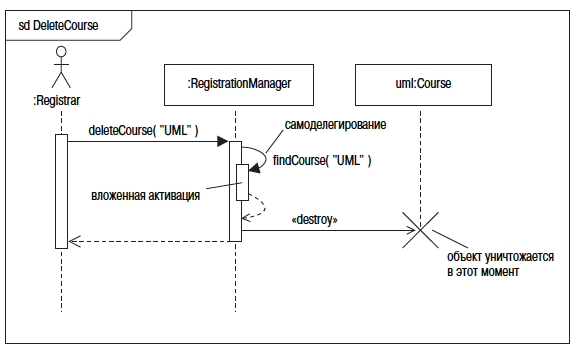 sd DeleteCourse
:Registrar
:RegistrationManager
uml:Course
deleteCourse( "UML" )
самоделегирование
findCourse( "UML" )
вложенная активация
«destroy»
объект уничтожается
в этот момент